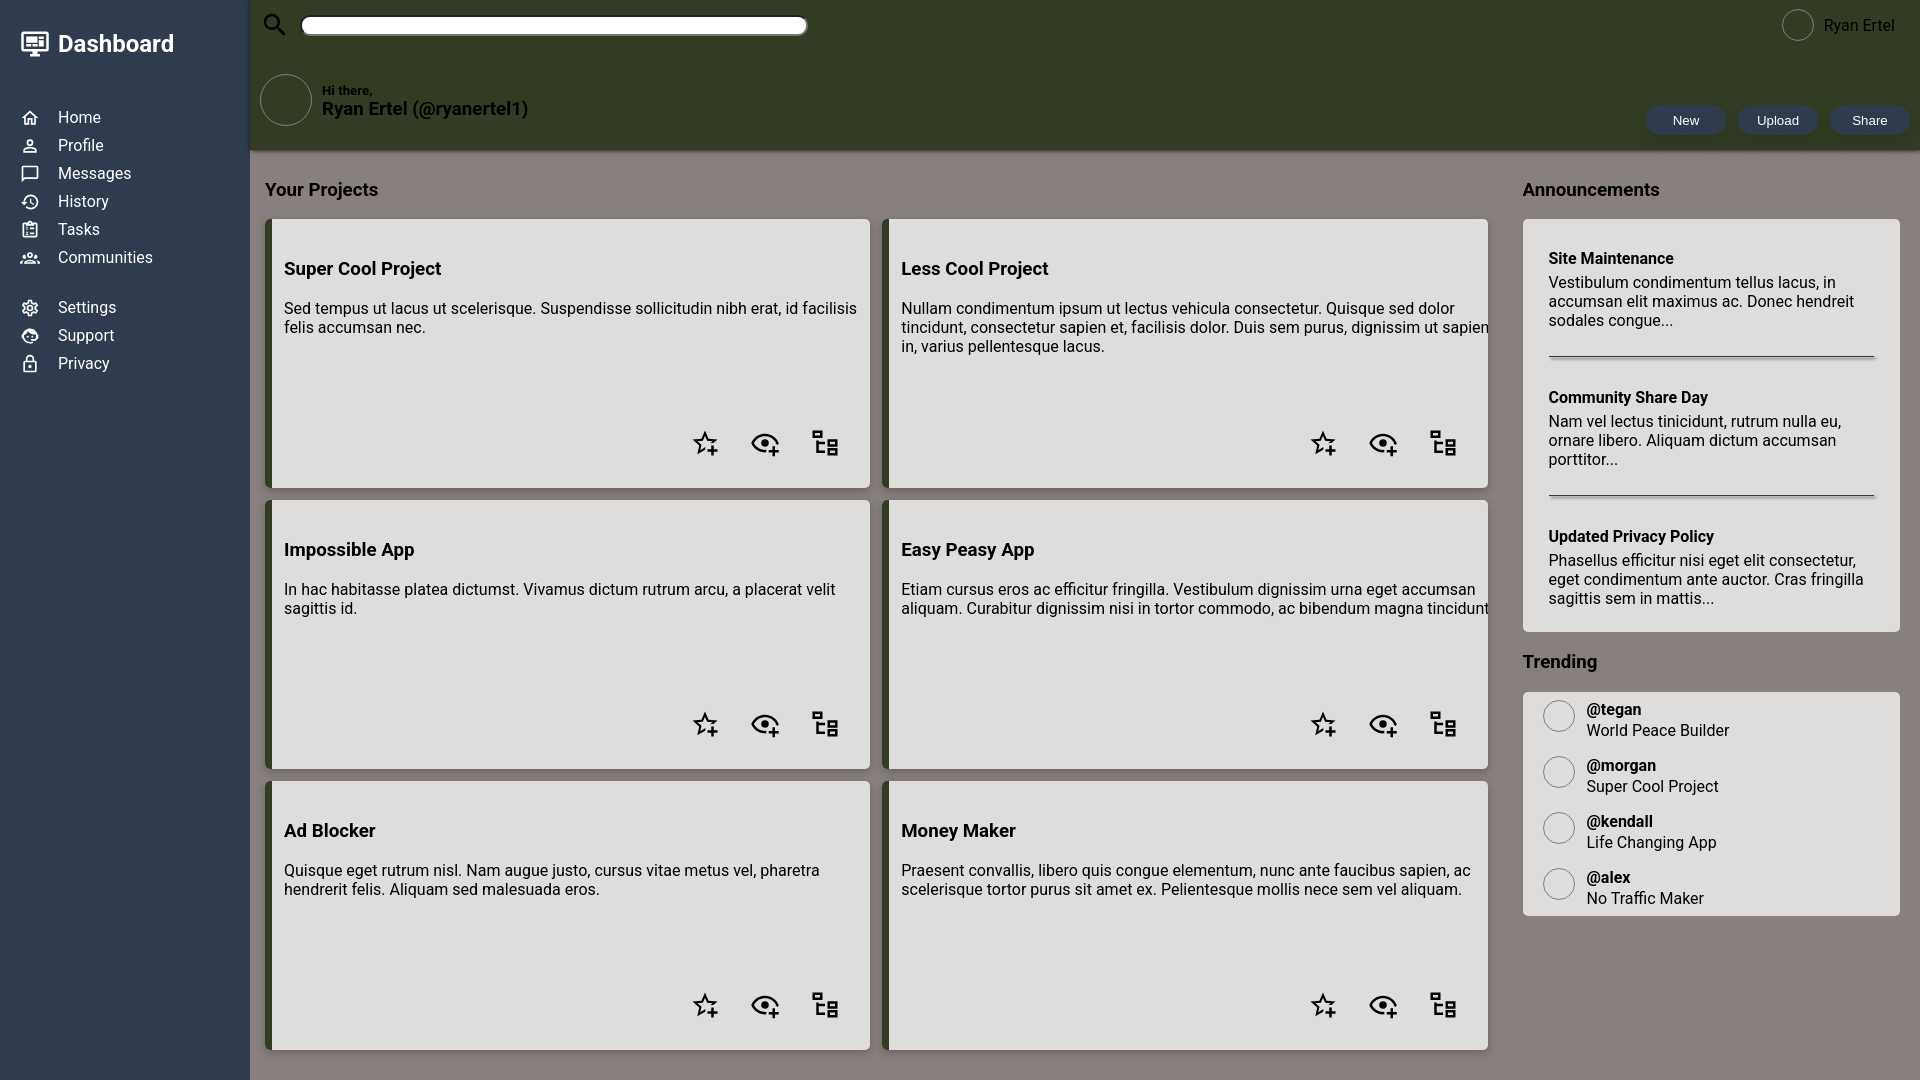 Dashboard
Home
Profile
Messages
History
Tasks
Communities
Settings
Support
Privacy
Ryan Ertel
Hi there,
Ryan Ertel (@ryanertel1)
New
Upload
Share
Your Projects
Super Cool Project
Sed tempus ut lacus ut scelerisque. Suspendisse sollicitudin nibh erat, id facilisis
felis accumsan nec.
Less Cool Project
Nullam condimentum ipsum ut lectus vehicula consectetur. Quisque sed dolor
tincidunt, consectetur sapien et, facilisis dolor. Duis sem purus, dignissim ut sapien
in, varius pellentesque lacus.
Impossible App
In hac habitasse platea dictumst. Vivamus dictum rutrum arcu, a placerat velit
sagittis id.
Easy Peasy App
Etiam cursus eros ac efficitur fringilla. Vestibulum dignissim urna eget accumsan
aliquam. Curabitur dignissim nisi in tortor commodo, ac bibendum magna tincidunt
Ad Blocker
Quisque eget rutrum nisl. Nam augue justo, cursus vitae metus vel, pharetra
hendrerit felis. Aliquam sed malesuada eros.
Money Maker
Praesent convallis, libero quis congue elementum, nunc ante faucibus sapien, ac
scelerisque tortor purus sit amet ex. Pelientesque mollis nece sem vel aliquam.
Announcements
Site Maintenance
Vestibulum condimentum tellus lacus, in
accumsan elit maximus ac. Donec hendreit
sodales congue...
Community Share Day
Nam vel lectus tinicidunt, rutrum nulla eu,
ornare libero. Aliquam dictum accumsan
porttitor...
Updated Privacy Policy
Phasellus efficitur nisi eget elit consectetur,
eget condimentum ante auctor. Cras fringilla
sagittis sem in mattis...
Trending
@tegan
World Peace Builder
@morgan
Super Cool Project
@kendall
Life Changing App
@alex
No Traffic Maker